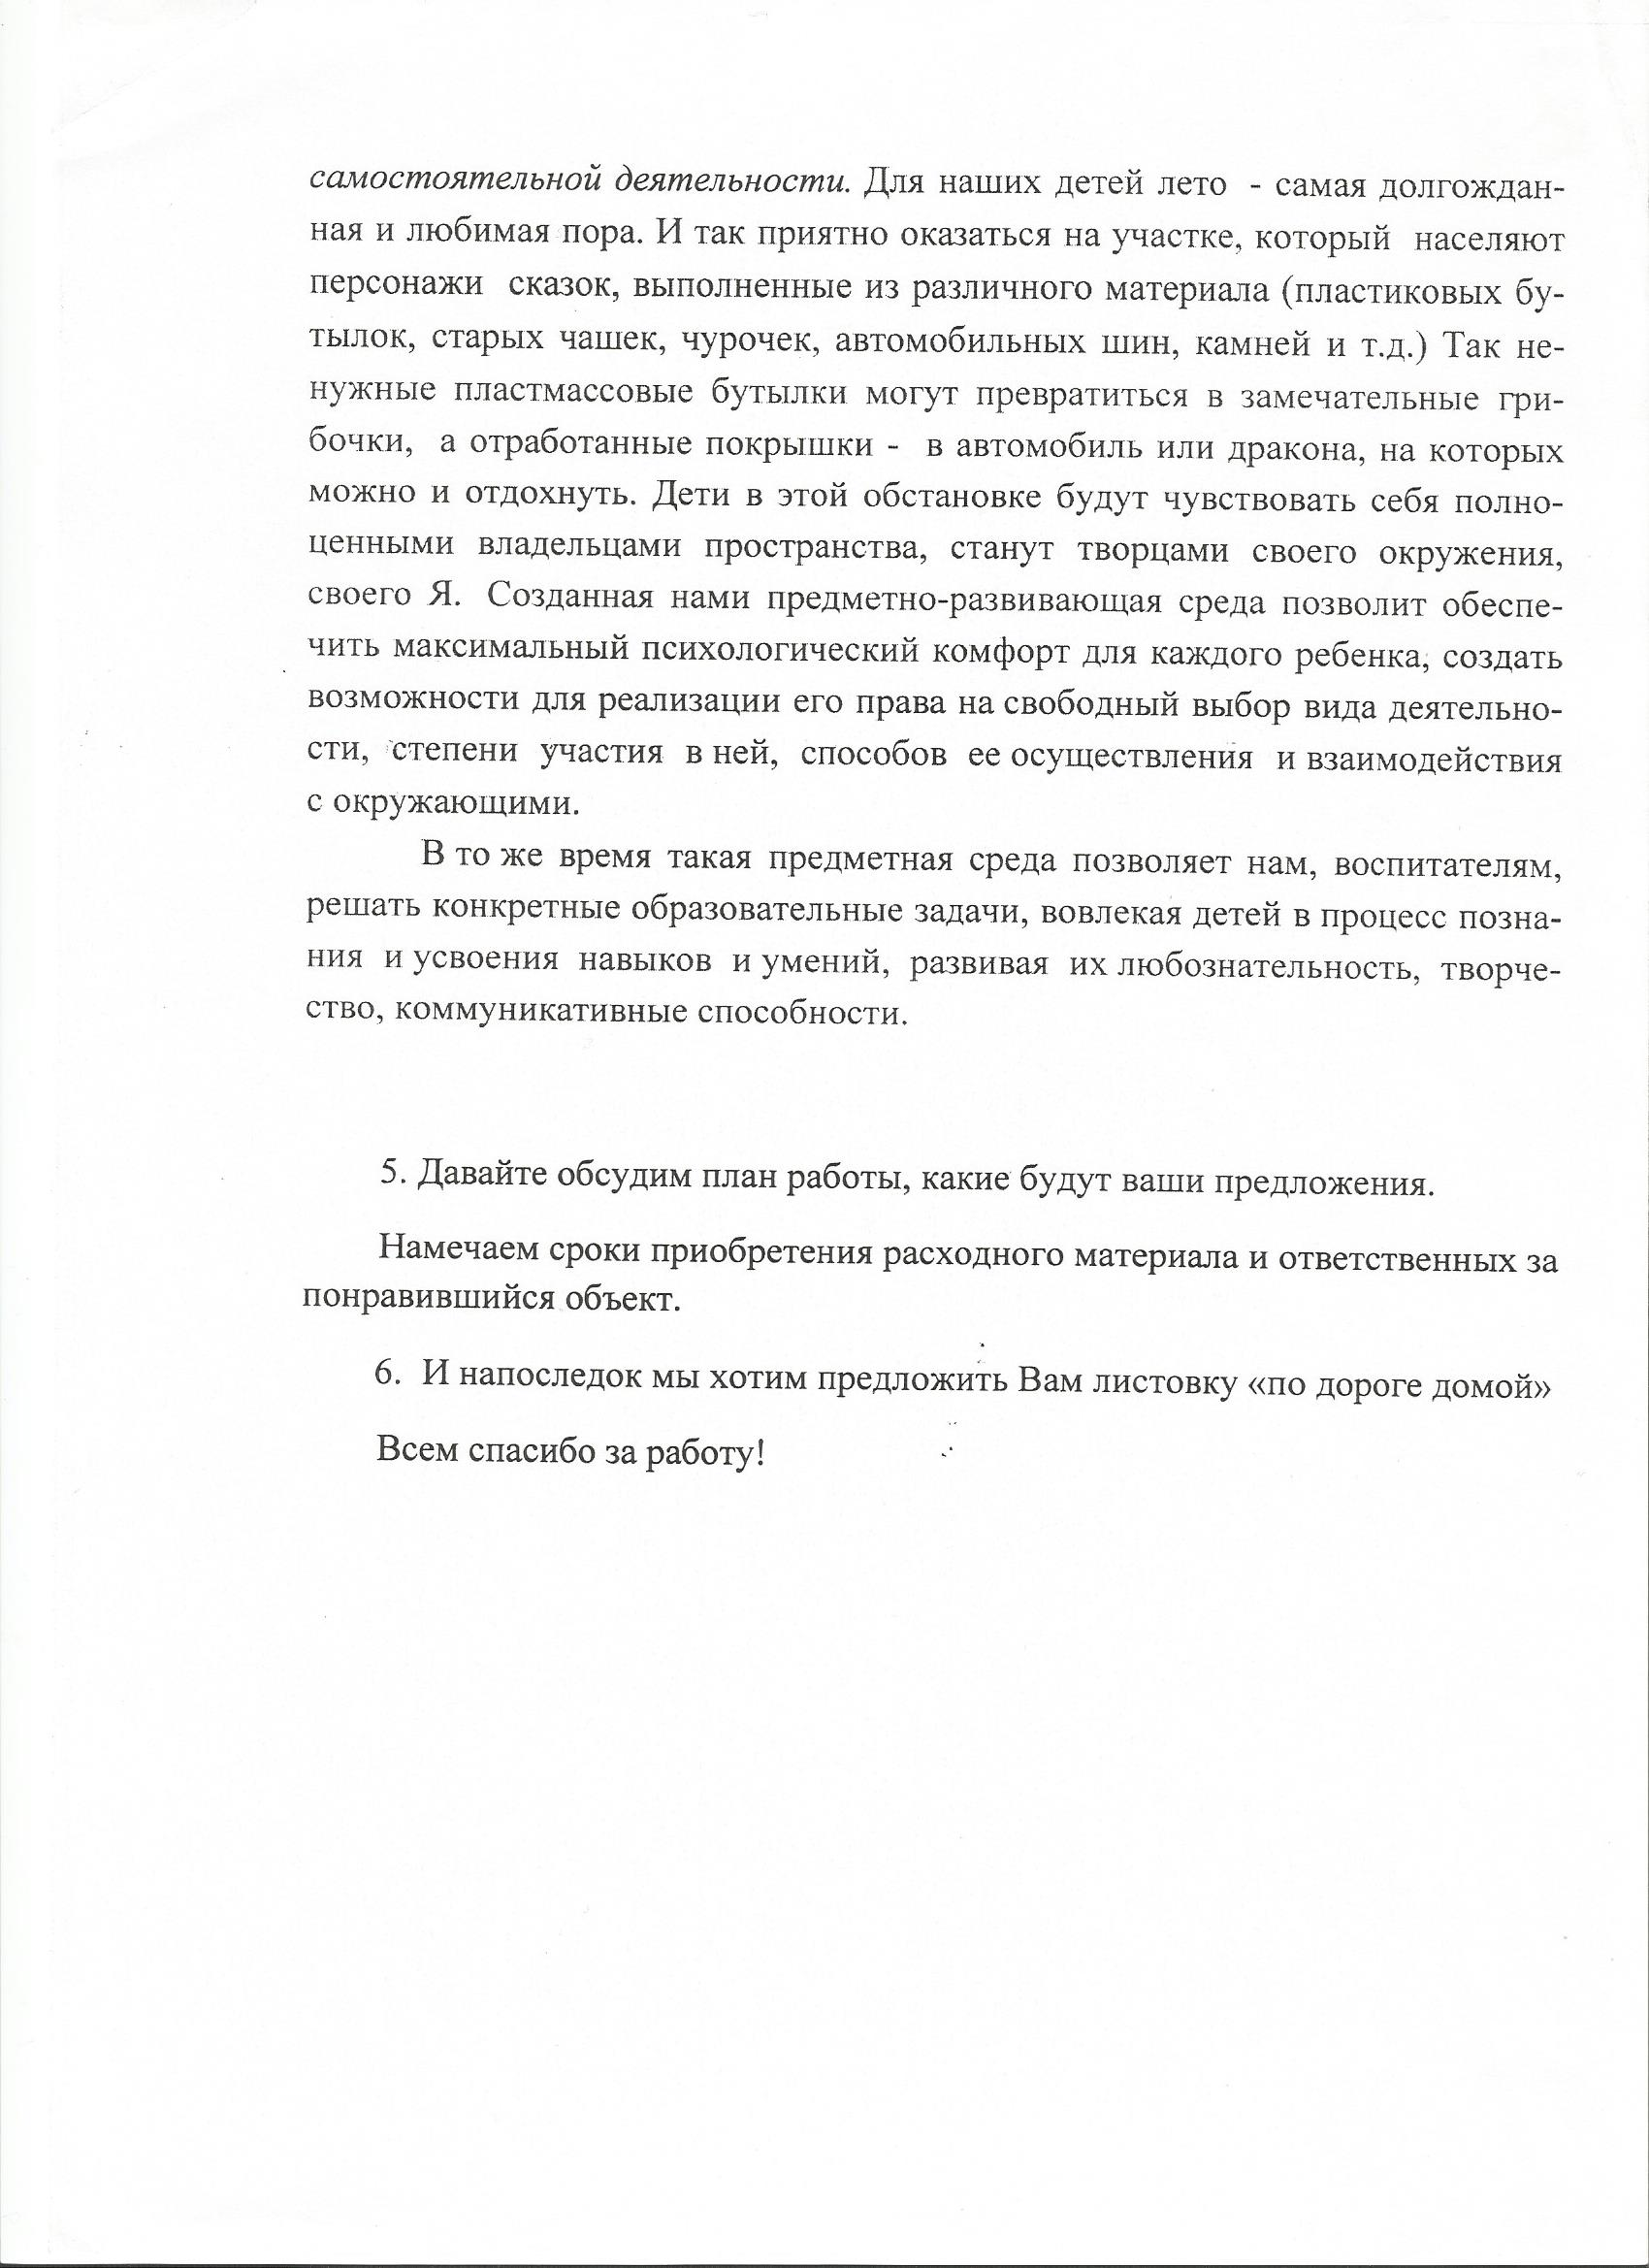 самостоятельной деятельности. Для наших детей лето - самая долгождан-
ная и любимая пора. И так приятно оказаться на участке, который населяют
персонажи сказок, выполненные из различного материала (пластиковых бу-
тылок, старых чашек, чурочек, автомобильных шин, камней и т.д.) Так не-
нужные пластмассовые бутылки могут превратиться в замечательные гри-
бочки, а отработанные покрышки - в автомобиль или дракона, на которых
можно и отдохнуть. Дети в этой обстановке будут чувствовать себя полно-
ценными владельцами пространства, станут творцами своего окружения,
своего Я. Созданная нами предметно-развивающая среда позволит обеспе-
чить максимальный психологический комфорт для каждого ребенка, создать
возможности для реализации его права на свободный выбор вида деятельно-
сти, степени участия в ней, способов ее осуществления и взаимодействия
с окружающими.
В то же время такая предметная среда позволяет нам, воспитателям,
решать конкретные образовательные задачи, вовлекая детей в процесс позна-
ния и усвоения навыков и умений, развивая их любознательность, творче-
ство, коммуникативные способности.
5. Давайте обсудим план работы, какие будут ваши предложения.
Намечаем сроки приобретения расходного материала и ответственных за
понравившийся объект.
6. И напоследок мы хотим предложить Вам листовку «по дороге домой»
Всем спасибо за работу!